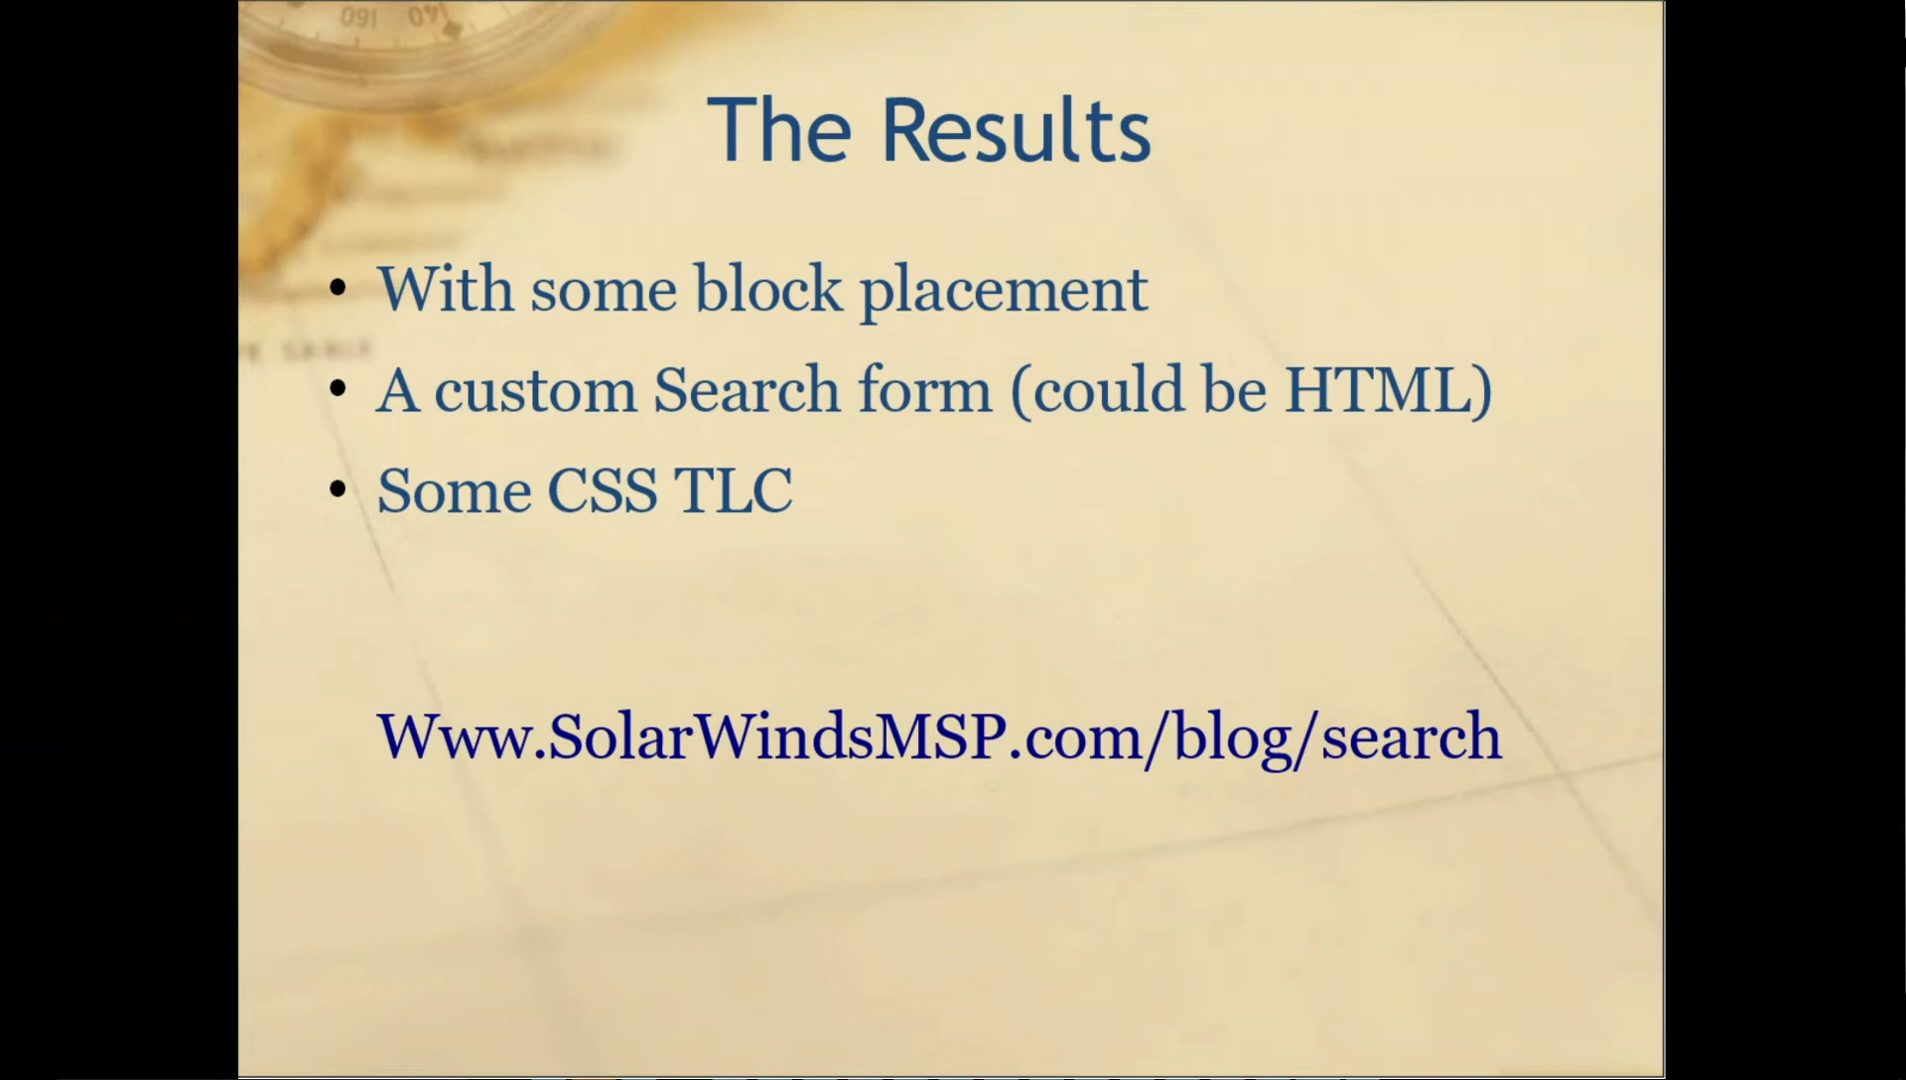 The Results
• With some block placement
• A custom Search form (could be HTML)
• Some CSS TLC
Www.SolarWindsMSP.com/blog/search